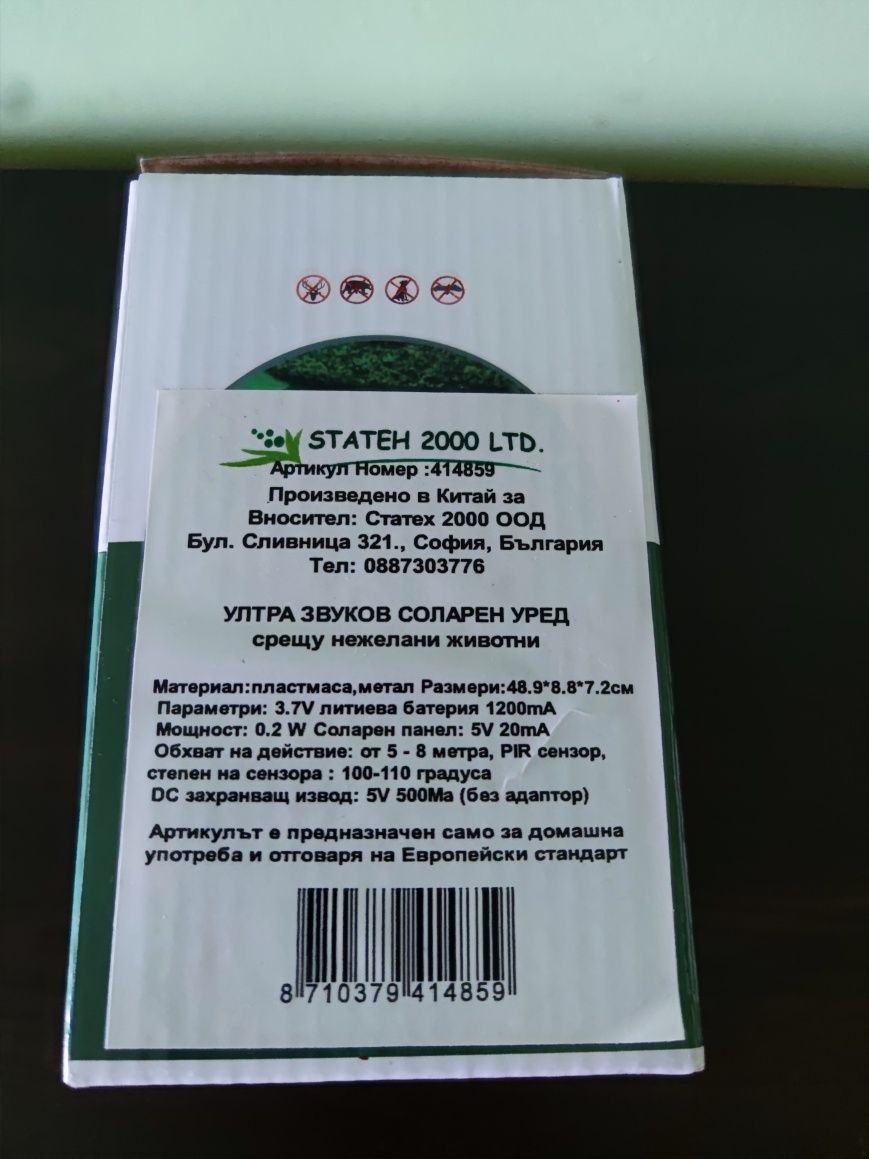 STATEH 2000 LTD.
Артикул Номер :414859
Произведено в Китай за
Вносител: Статех 2000 ООД
Бул. Сливница 321., София, България
Тел: 0887303776
УЛТРА ЗВУКОВ СОЛАРЕН УРЕД
срещу нежелани животни
Материал:пластмаса,метал Размери:48.9*8.8*7.2см
Параметри: 3.7V литиева батерия 1200mA
Мощност: 0.2 W Соларен панел: 5V 20mA
Обхват на действие: от 5 - 8 метра, PIR сензор,
степен на сензора : 100-110 градуса
DC захранващ извод: 5V 500Ma (без адаптор)
Артикулът е предназначен само за домашна
употреба и отговаря на Европейски стандарт
8 710379 414859